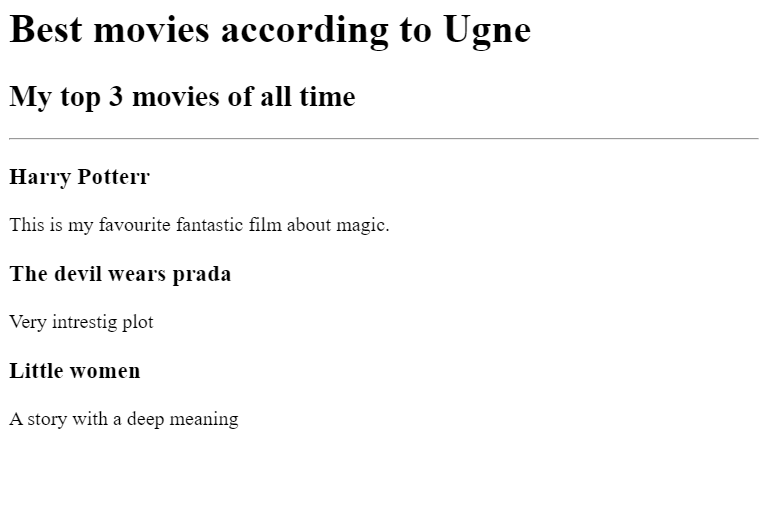 Best movies according to Ugne
My top 3 movies of all time
Harry Potterr
This is my favourite fantastic film about magic.
The devil wears prada
Very intrestig plot
Little women
A story with a deep meaning